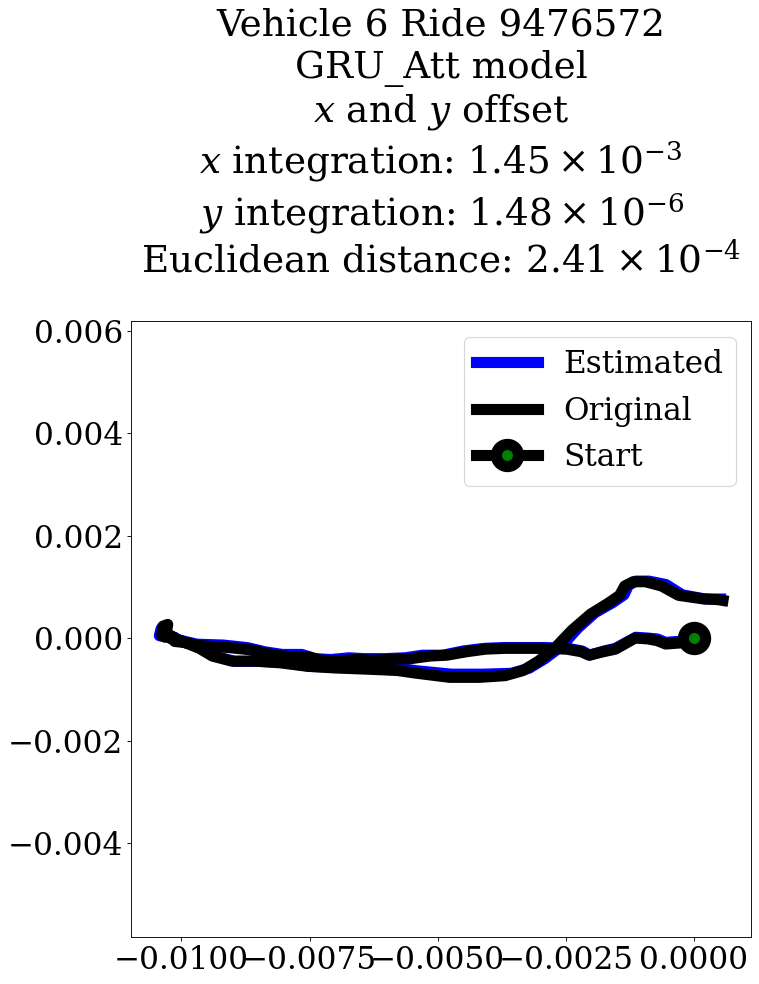 Vehicle 6 Ride 9476572
GRU_Att model
x and y offset
x integration: 1.45 × 10⁻³
y integration: 1.48 × 10⁻⁶
Euclidean distance: 2.41 × 10⁻⁴
Estimated
Original
Start
0.006
0.004
0.002
0.000
−0.002
−0.004
−0.0100 −0.0075 −0.0050 −0.0025 0.0000